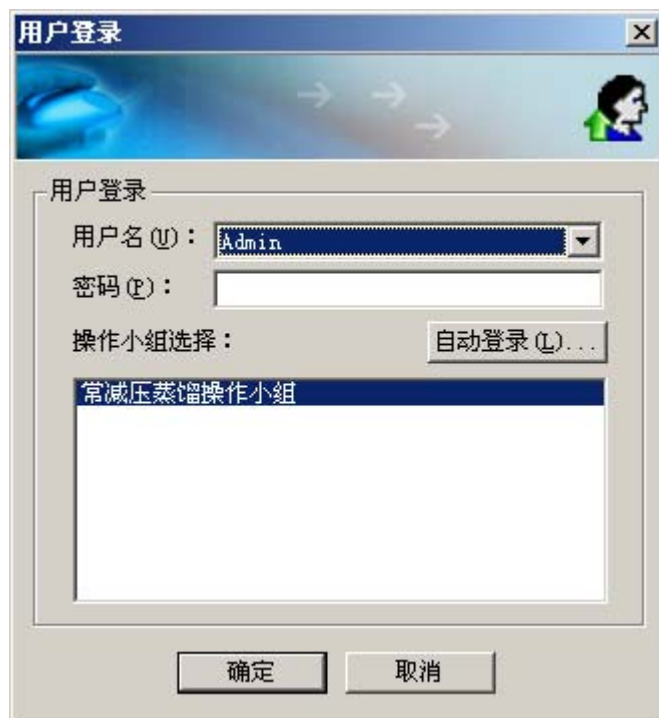 用户登录
用户登录
用户名(U)：
Admin
密码(P)：
操作小组选择：
自动登录(L)...
常减压蒸馏操作小组
确定
取消